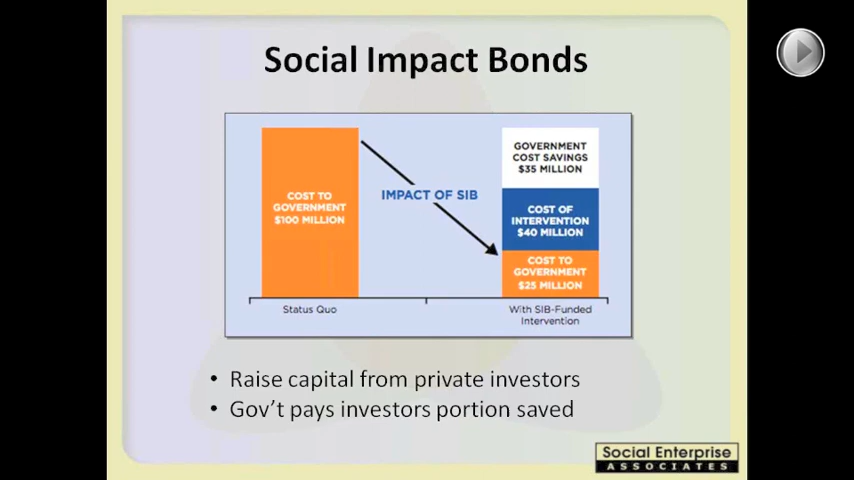 Social Impact Bonds
COST TO
GOVERNMENT
$100 MILLION
IMPACT OF SIB
GOVERNMENT
COST SAVINGS
$35 MILLION
COST OF
INTERVENTION
$40 MILLION
COST TO
GOVERNMENT
$25 MILLION
Status Quo
With SIB-Funded
Intervention
• Raise capital from private investors
• Gov’t pays investors portion saved
Social Enterprise
ASSOCIATES